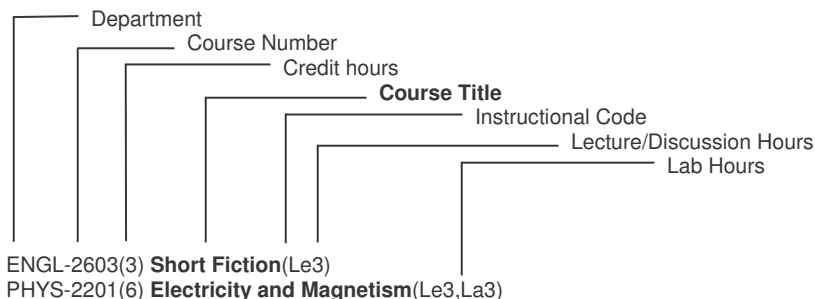 Department
Course Number
Credit hours
Course Title
Instructional Code
Lecture/Discussion Hours
Lab Hours
ENGL-2603(3) Short Fiction(Le3)
PHYS-2201(6) Electricity and Magnetism(Le3,La3)